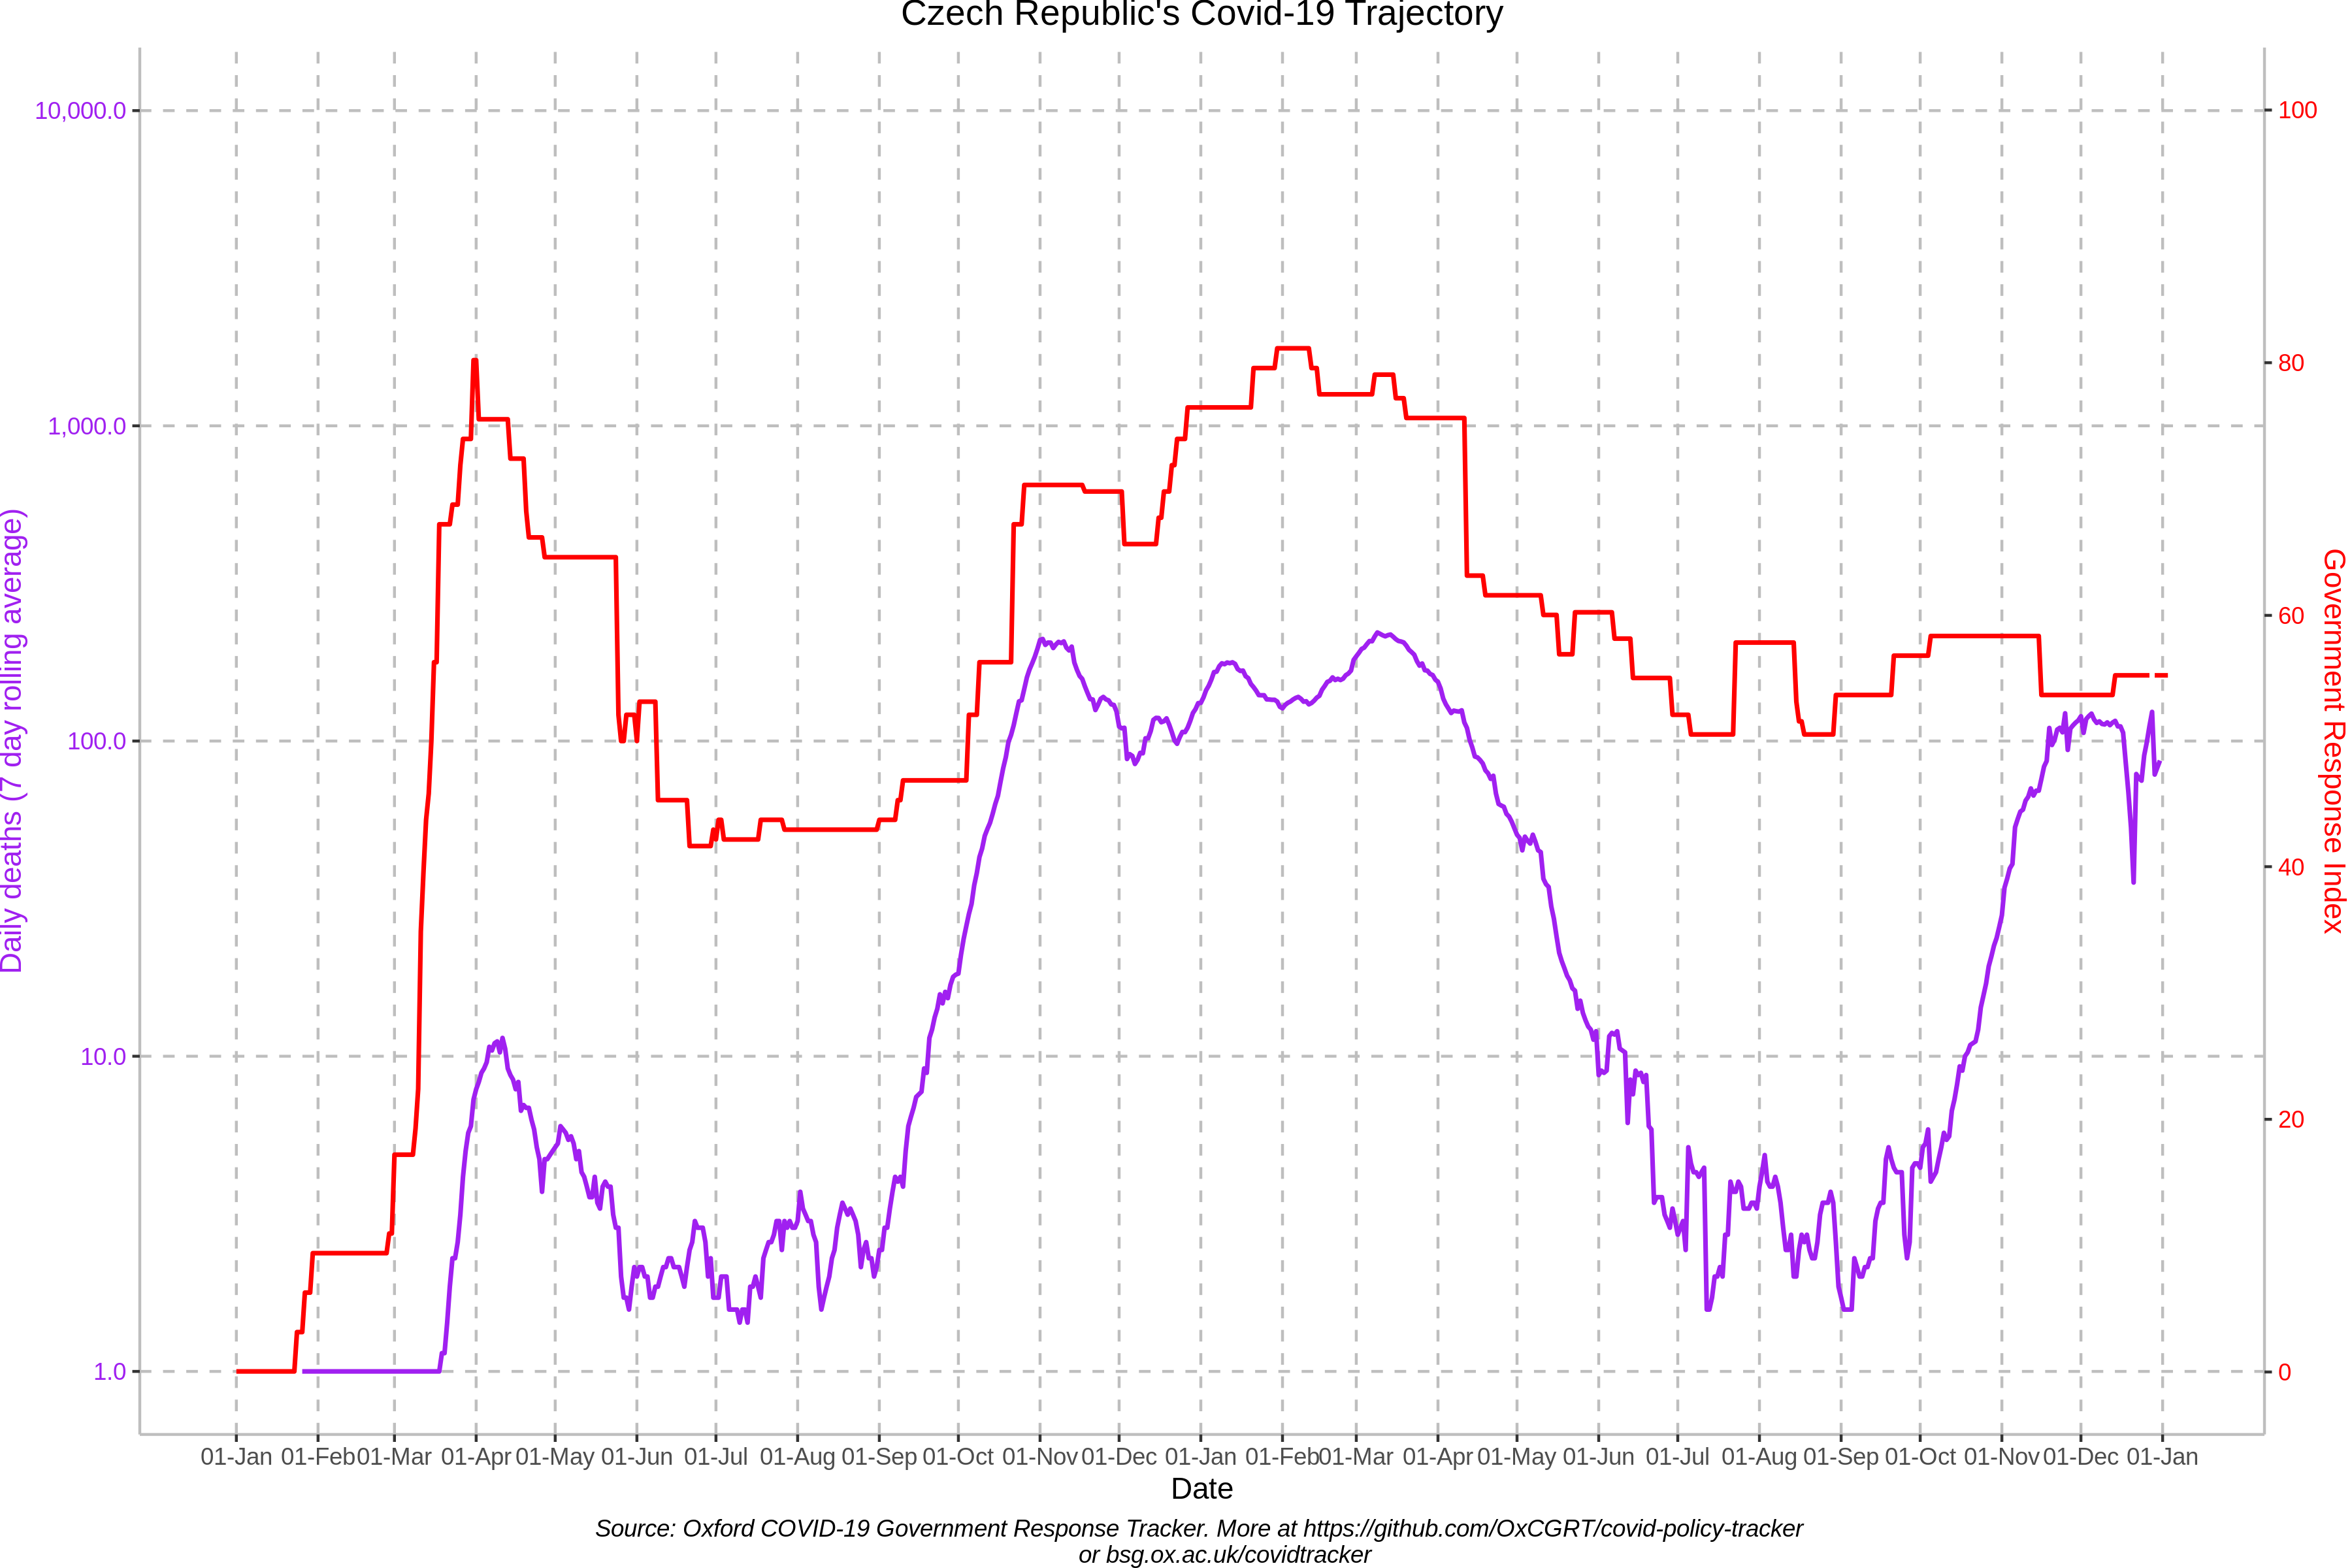 Czech Republic's Covid-19 Trajectory
10,000.0
1,000.0
100.0
10.0
1.0
Daily deaths (7 day rolling average)
100
80
60
40
20
0
Government Response Index
01-Jan 01-Feb 01-Mar 01-Apr 01-May 01-Jun 01-Jul 01-Aug 01-Sep 01-Oct 01-Nov 01-Dec 01-Jan 01-Feb 01-Mar 01-Apr 01-May 01-Jun 01-Jul 01-Aug 01-Sep 01-Oct 01-Nov 01-Dec 01-Jan
Date
Source: Oxford COVID-19 Government Response Tracker. More at https://github.com/OxCGRT/covid-policy-tracker
or bsg.ox.ac.uk/covidtracker